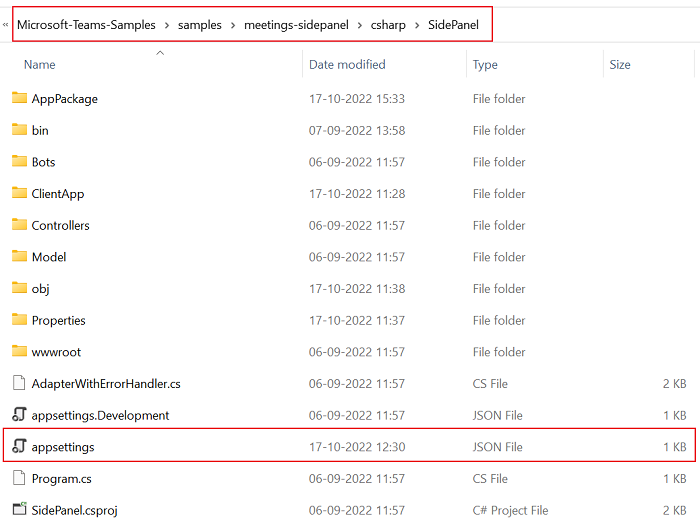 « Microsoft-Teams-Samples > samples > meetings-sidepanel > csharp > SidePanel
Name Date modified Type Size
AppPackage 17-10-2022 15:33 File folder
bin 07-09-2022 13:58 File folder
Bots 06-09-2022 11:57 File folder
ClientApp 17-10-2022 11:28 File folder
Controllers 06-09-2022 11:57 File folder
Model 06-09-2022 11:57 File folder
obj 17-10-2022 11:38 File folder
Properties 17-10-2022 11:37 File folder
wwwroot 06-09-2022 11:57 File folder
AdapterWithErrorHandler.cs 06-09-2022 11:57 CS File 2 KB
appsettings.Development 06-09-2022 11:57 JSON File 1 KB
appsettings 17-10-2022 12:30 JSON File 1 KB
Program.cs 06-09-2022 11:57 CS File 1 KB
SidePanel.csproj 06-09-2022 11:57 C# Project File 2 KB